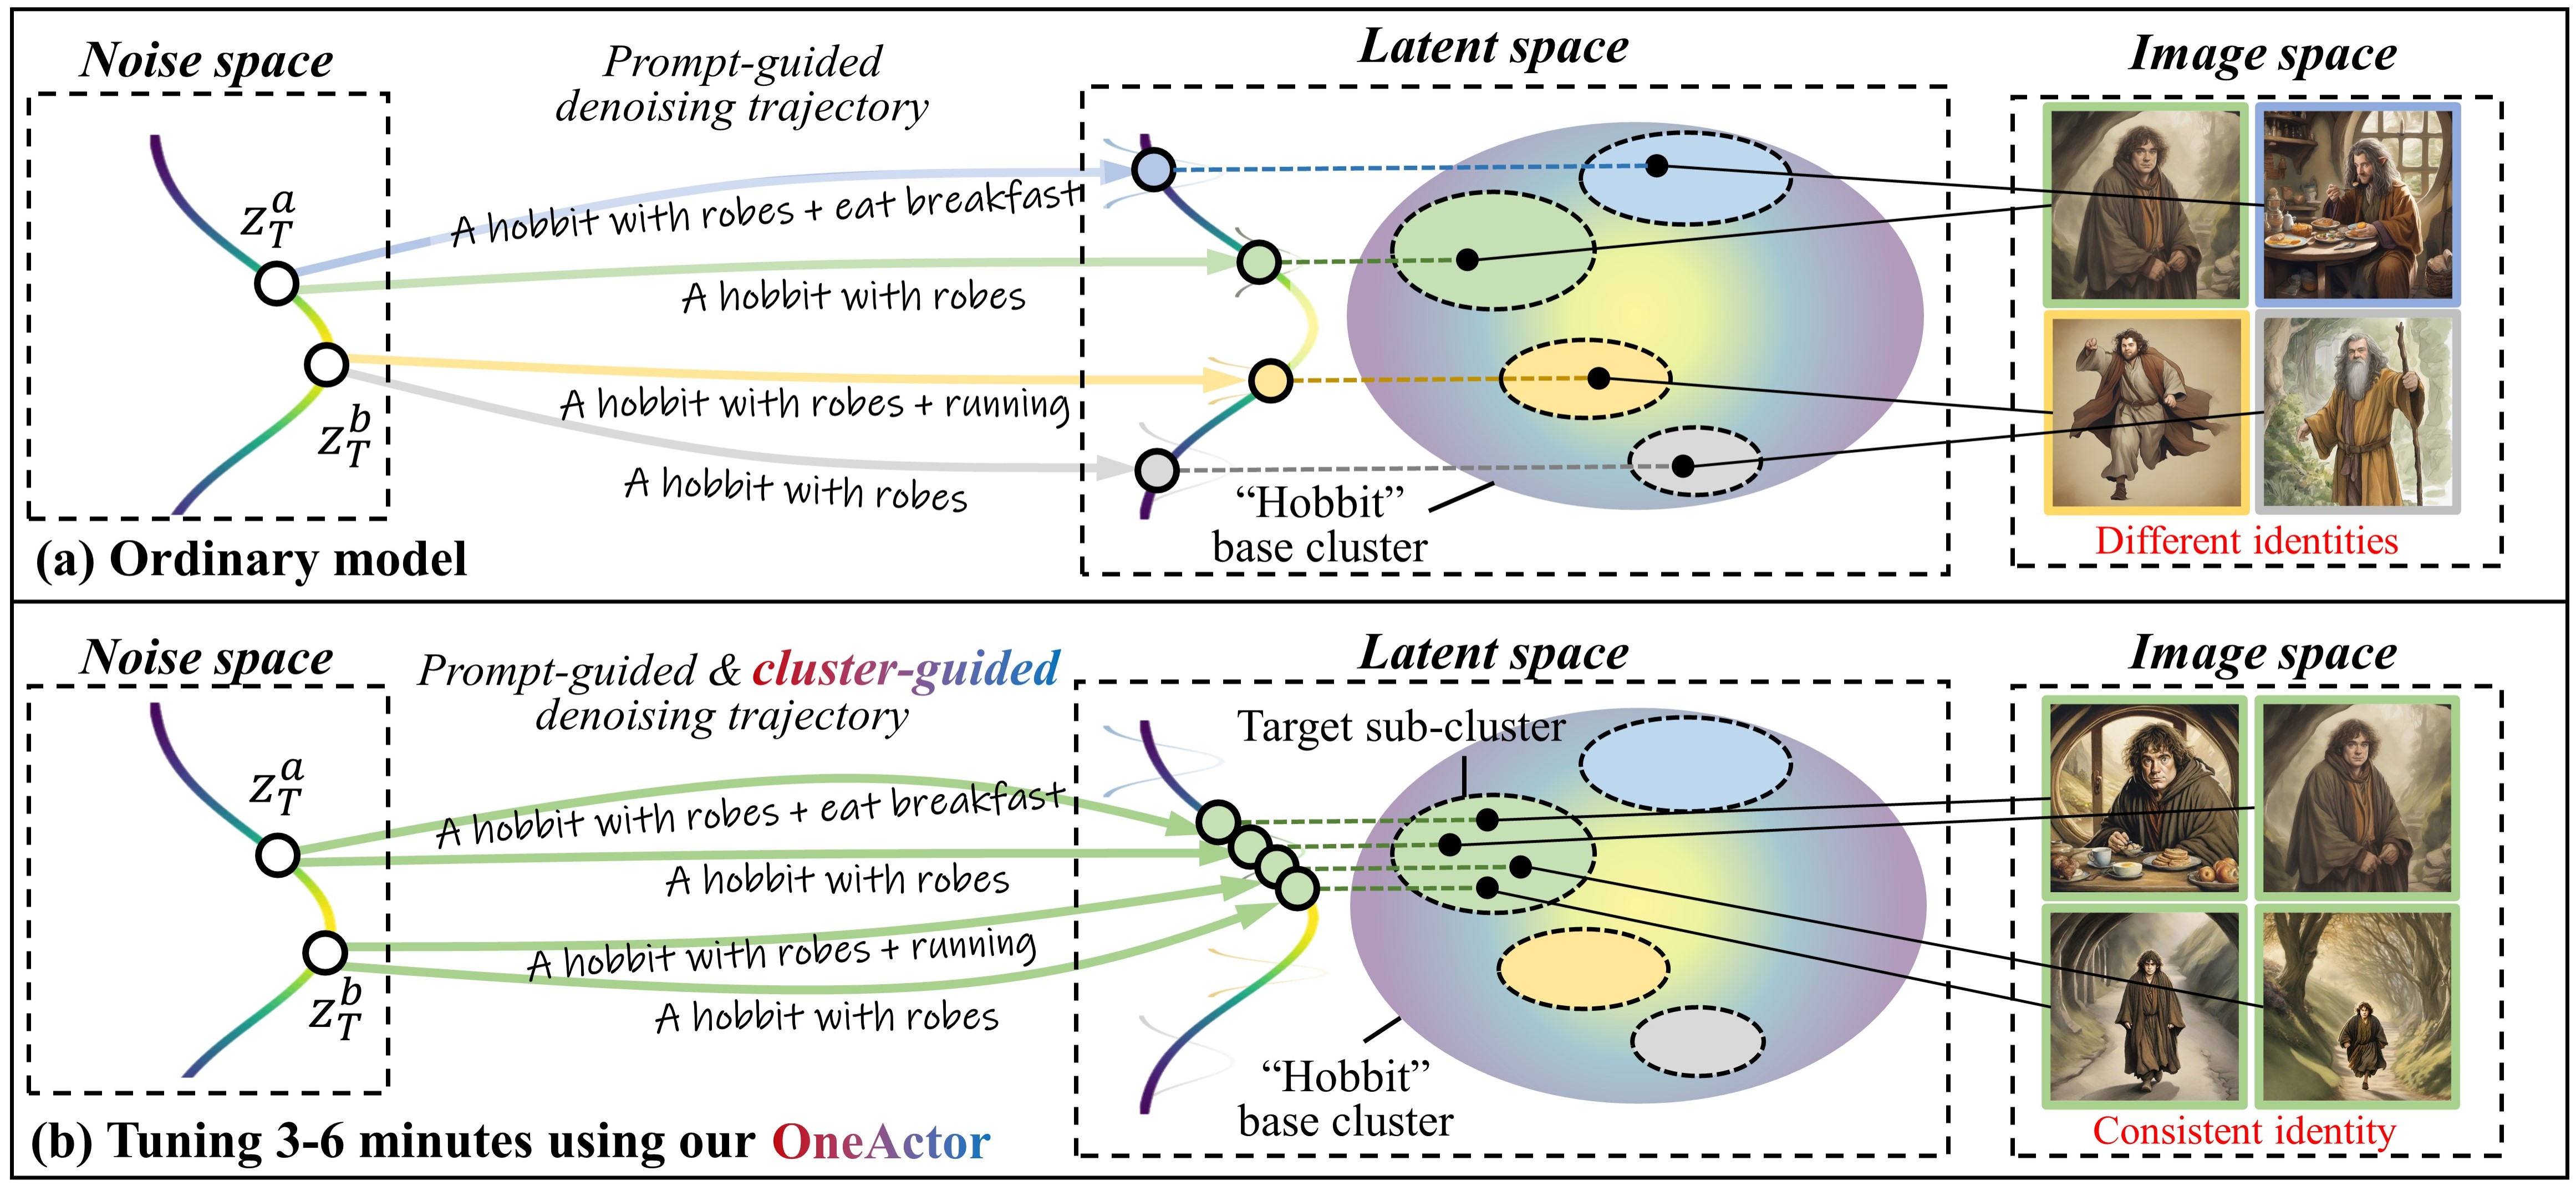 Noise space
Prompt-guided
denoising trajectory
Latent space
Image space
z_T^a
A hobbit with robes + eat breakfast
A hobbit with robes
z_T^b
A hobbit with robes + running
A hobbit with robes
"Hobbit"
base cluster
Different identities
(a) Ordinary model
Noise space
Prompt-guided & cluster-guided
denoising trajectory
Latent space
Image space
Target sub-cluster
z_T^a
A hobbit with robes + eat breakfast
A hobbit with robes
z_T^b
A hobbit with robes + running
A hobbit with robes
"Hobbit"
base cluster
Consistent identity
(b) Tuning 3-6 minutes using our OneActor